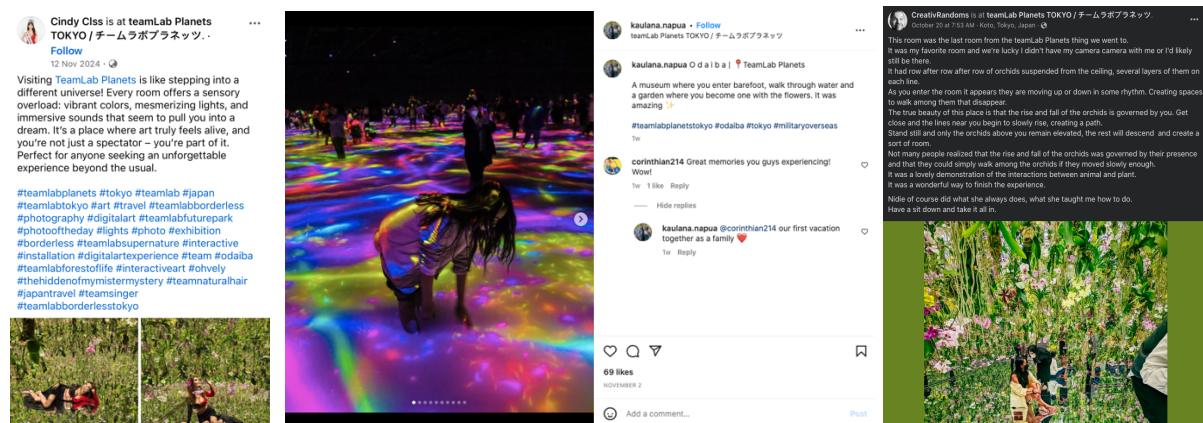 Cindy Clss is at teamLab Planets
TOKYO / チームラボプラネッツ. ·
Follow
12 Nov 2024 ·
Visiting TeamLab Planets is like stepping into a
different universe! Every room offers a sensory
overload: vibrant colors, mesmerizing lights, and
immersive sounds that seem to pull you into a
dream. It's a place where art truly feels alive, and
you're not just a spectator – you're part of it.
Perfect for anyone seeking an unforgettable
experience beyond the usual.
#teamlabplanets #tokyo #teamlab #japan
#teamlabtokyo #art #travel #teamlabborderless
#photography #digitalart #teamlabfuturepark
#photooftheday #lights #photo #exhibition
#borderless #teamlabsupernature #interactive
#installation #digitalartexperience #team #odaiba
#teamlabforestoflife #interactiveart #ohvely
#thehiddenofmymistermystery #teamnaturalhair
#japantravel #teamsinger
#teamlabborderlesstokyo
kaulana.napua • Follow
teamLab Planets TOKYO / チームラボプラネッツ
kaulana.napua O d a i b a | 📍TeamLab Planets
A museum where you enter barefoot, walk through water and
a garden where you become one with the flowers. it was
amazing ✨
#teamlabplanetstokyo #odaiba #tokyo #militaryoverseas
1w
corinthian214 Great memories you guys experiencing!
Wow!
1w 1 like Reply
Hide replies
kaulana.napua @corinthian214 our first vacation
together as a family ❤️
1w Reply
69 likes
NOVEMBER 2
Add a comment...
Post
CreativRandoms is at teamLab Planets TOKYO / チームラボプラネッツ.
October 20 at 7:53 AM · Koto, Tokyo, Japan ·
This room was the last room from the teamLab Planets thing we went to.
It was my favorite room and we're lucky I didn't have my camera camera with me or I'd likely
still be there.
It had row after row after row of orchids suspended from the ceiling, several layers of them on
each line.
As you enter the room it appears they are moving up or down in some rhythm. Creating spaces
to walk among them that disappear.
The true beauty of this place is that the rise and fall of the orchids is governed by you. Get
close and the lines near you begin to slowly rise, creating a path.
Stand still and only the orchids above you remain elevated, the rest will descend and create a
sort of room.
Not many people realized that the rise and fall of the orchids was governed by their presence
and that they could simply walk among the orchids if they moved slowly enough.
It was a lovely demonstration of the interactions between animal and plant.
It was a wonderful way to finish the experience.
Nidie of course did what she always does, what she taught me how to do.
Have a sit down and take it all in.